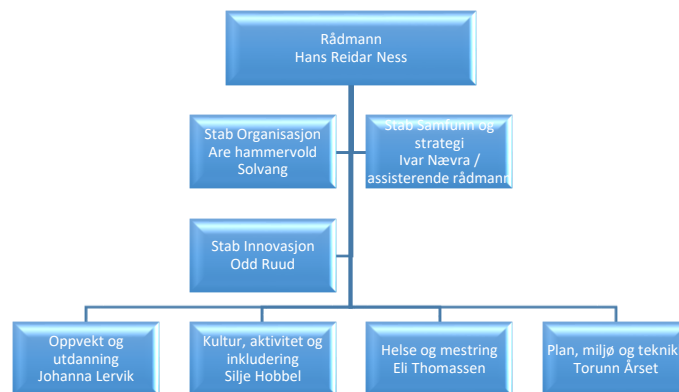 Rådmann
Hans Reidar Ness
Stab Organisasjon
Are hammervold
Solvang
Stab Samfunn og
strategi
Ivar Nævra /
assisterende rådmann
Stab Innovasjon
Odd Ruud
Oppvekt og
utdanning
Johanna Lervik
Kultur, aktivitet og
inkludering
Silje Hobbel
Helse og mestring
Eli Thomassen
Plan, miljø og teknik
Torunn Årset